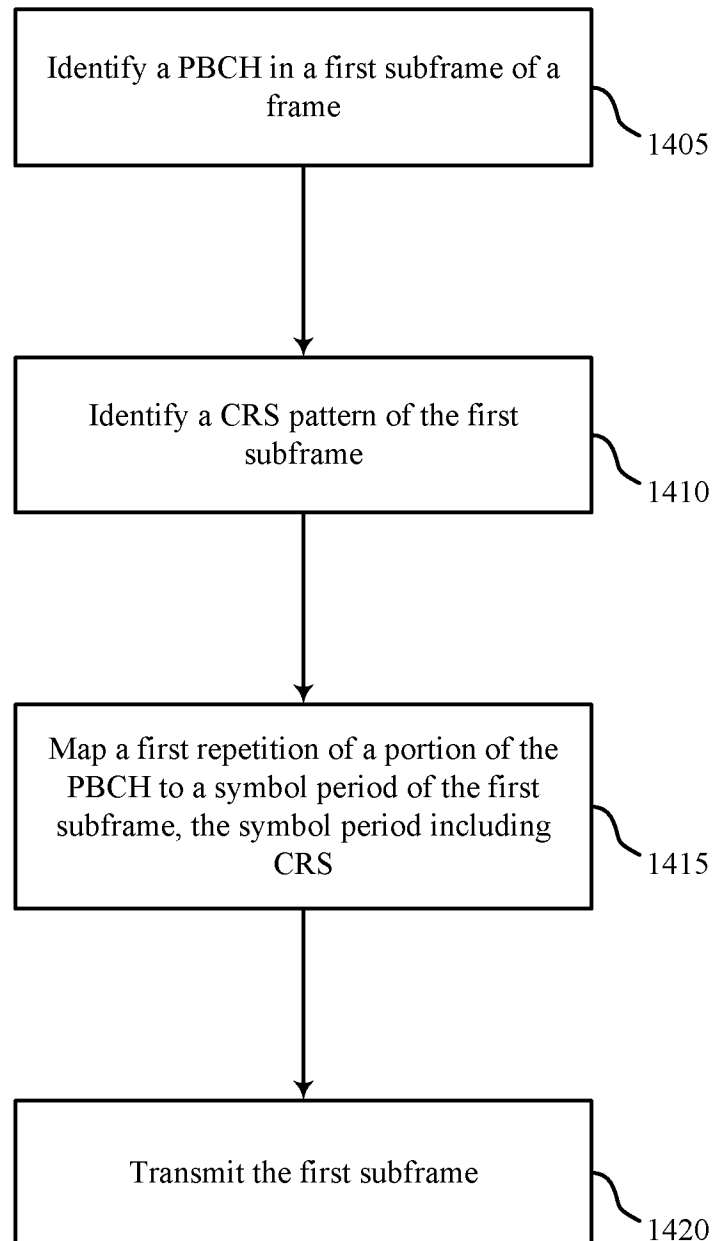 Identify a PBCH in a first subframe of a
frame
1405
Identify a CRS pattern of the first
subframe
1410
Map a first repetition of a portion of the
PBCH to a symbol period of the first
subframe, the symbol period including
CRS
1415
Transmit the first subframe
1420